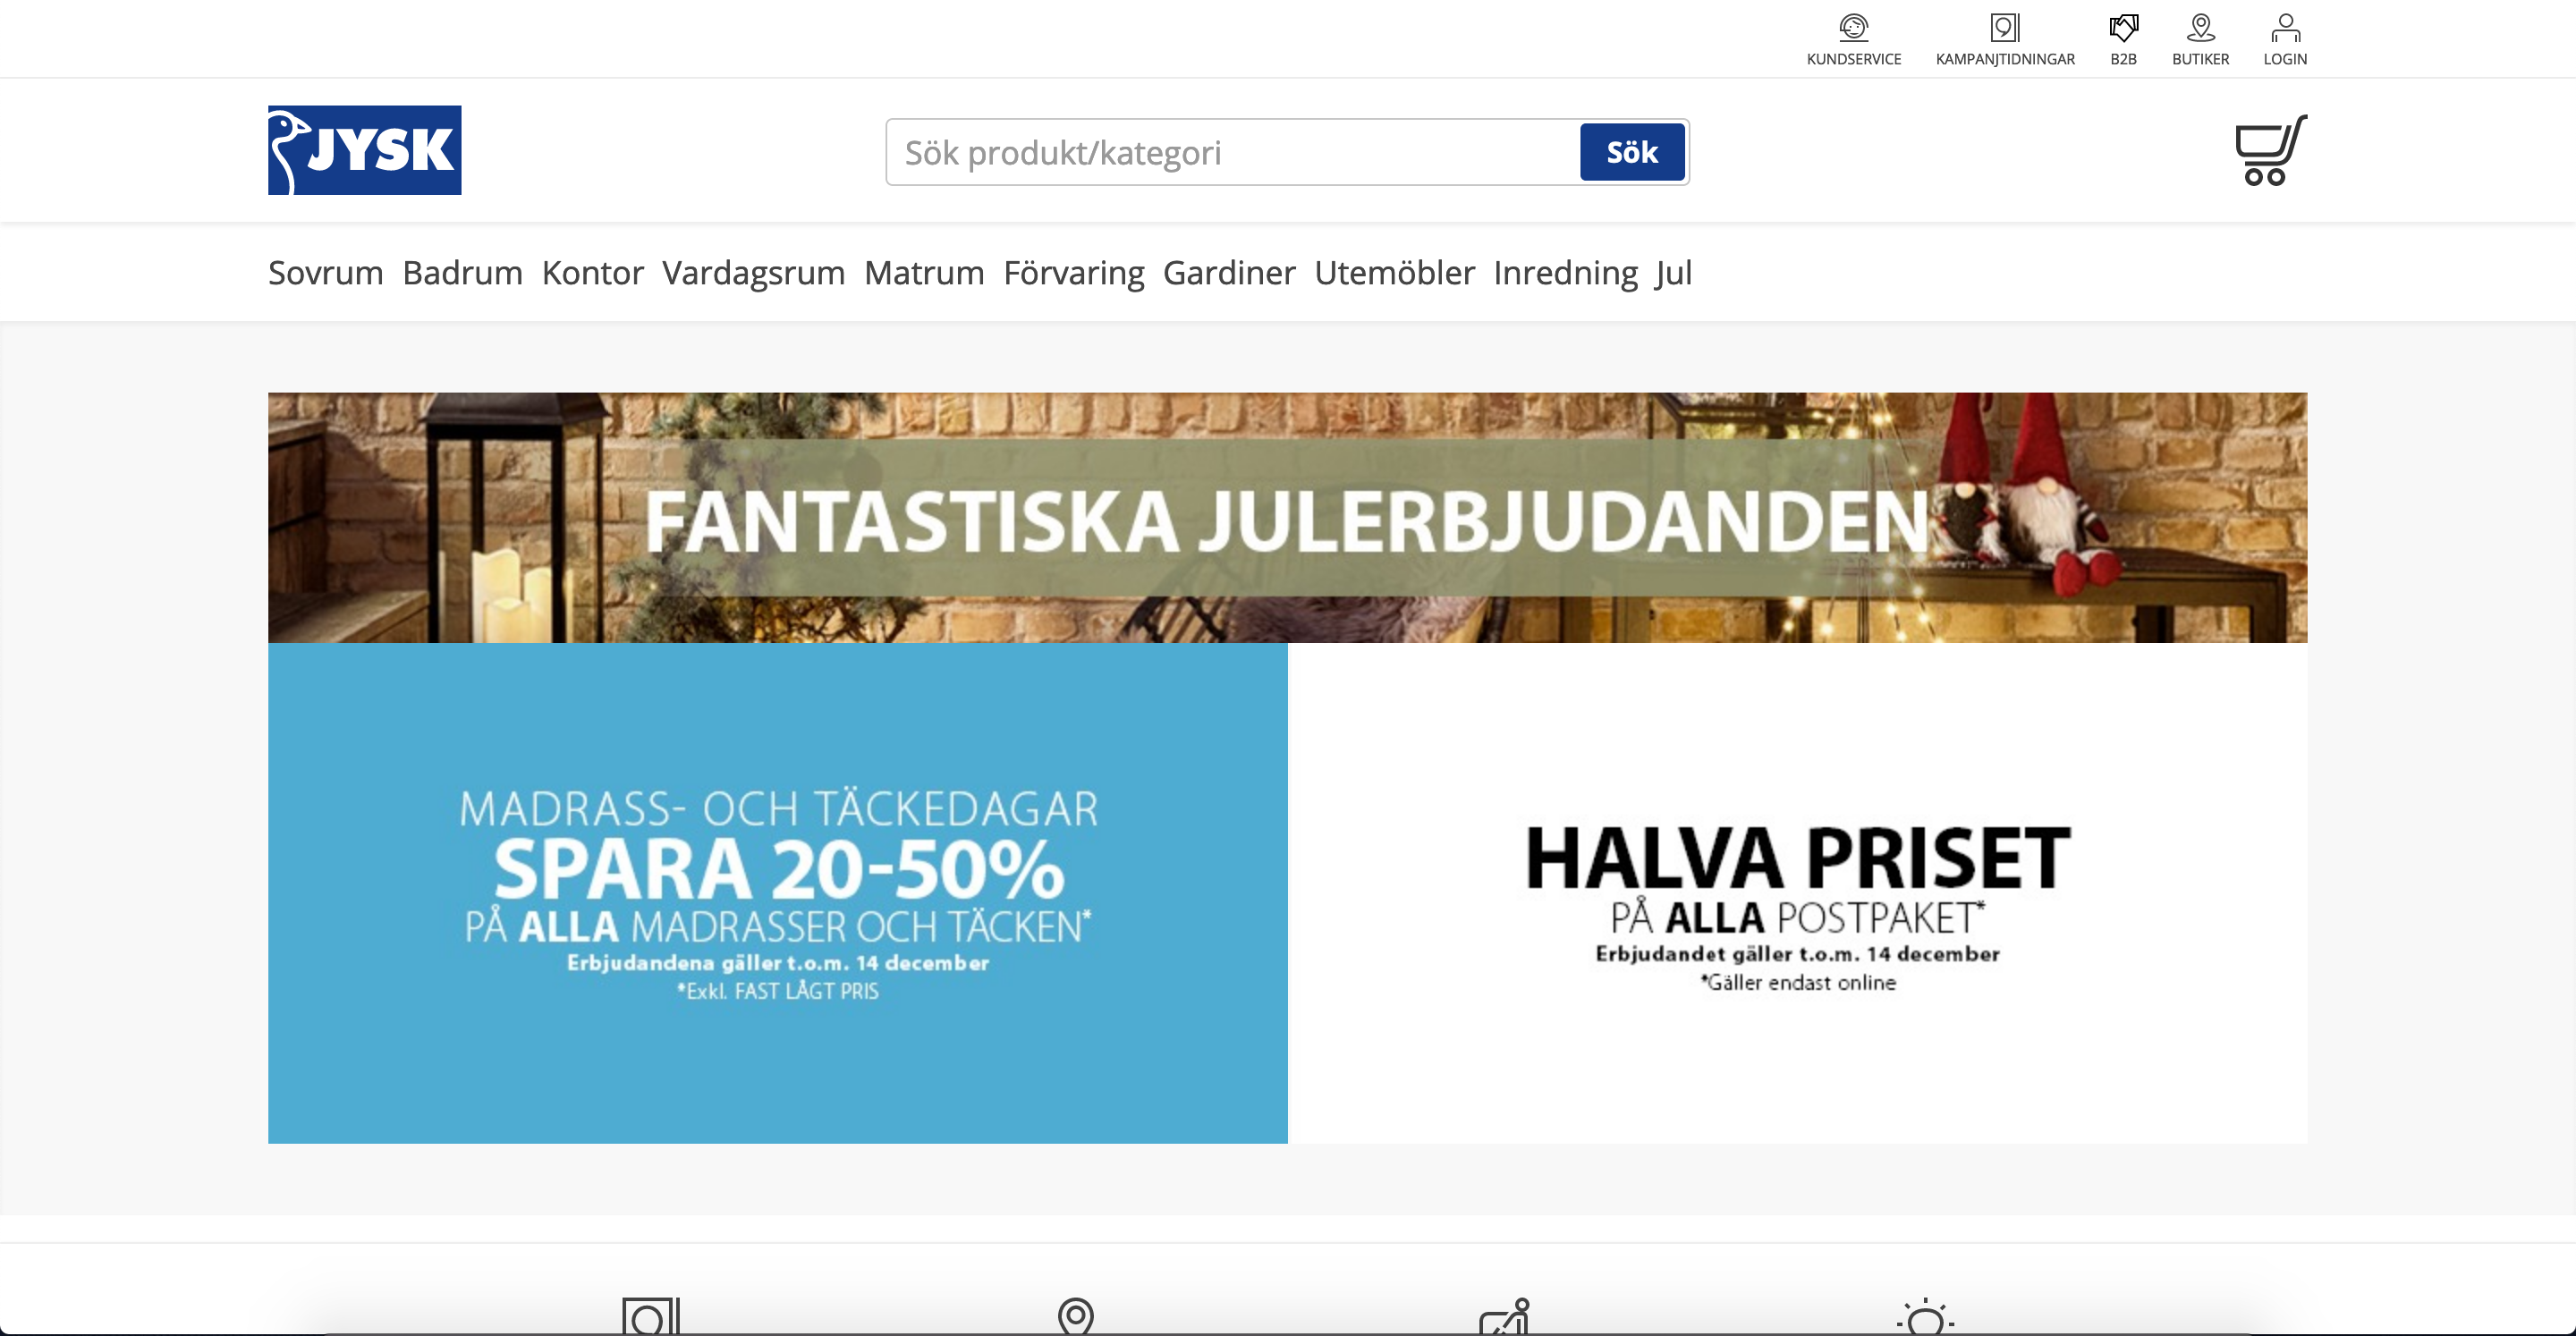 KUNDSERVICE KAMPANJTIDNINGAR B2B BUTIKER LOGIN
JYSK
Sök produkt/kategori
Sök
Sovrum Badrum Kontor Vardagsrum Matrum Förvaring Gardiner Utemöbler Inredning Jul
FANTASTISKA JULERBJUDANDEN
MADRASS- OCH TÄCKEDAGAR
SPARA 20-50%
PÅ ALLA MADRASSER OCH TÄCKEN*
Erbjudandena gäller t.o.m. 14 december
*Exkl. FAST LÅGT PRIS
HALVA PRISET
PÅ ALLA POSTPAKET*
Erbjudandet gäller t.o.m. 14 december
*Gäller endast online